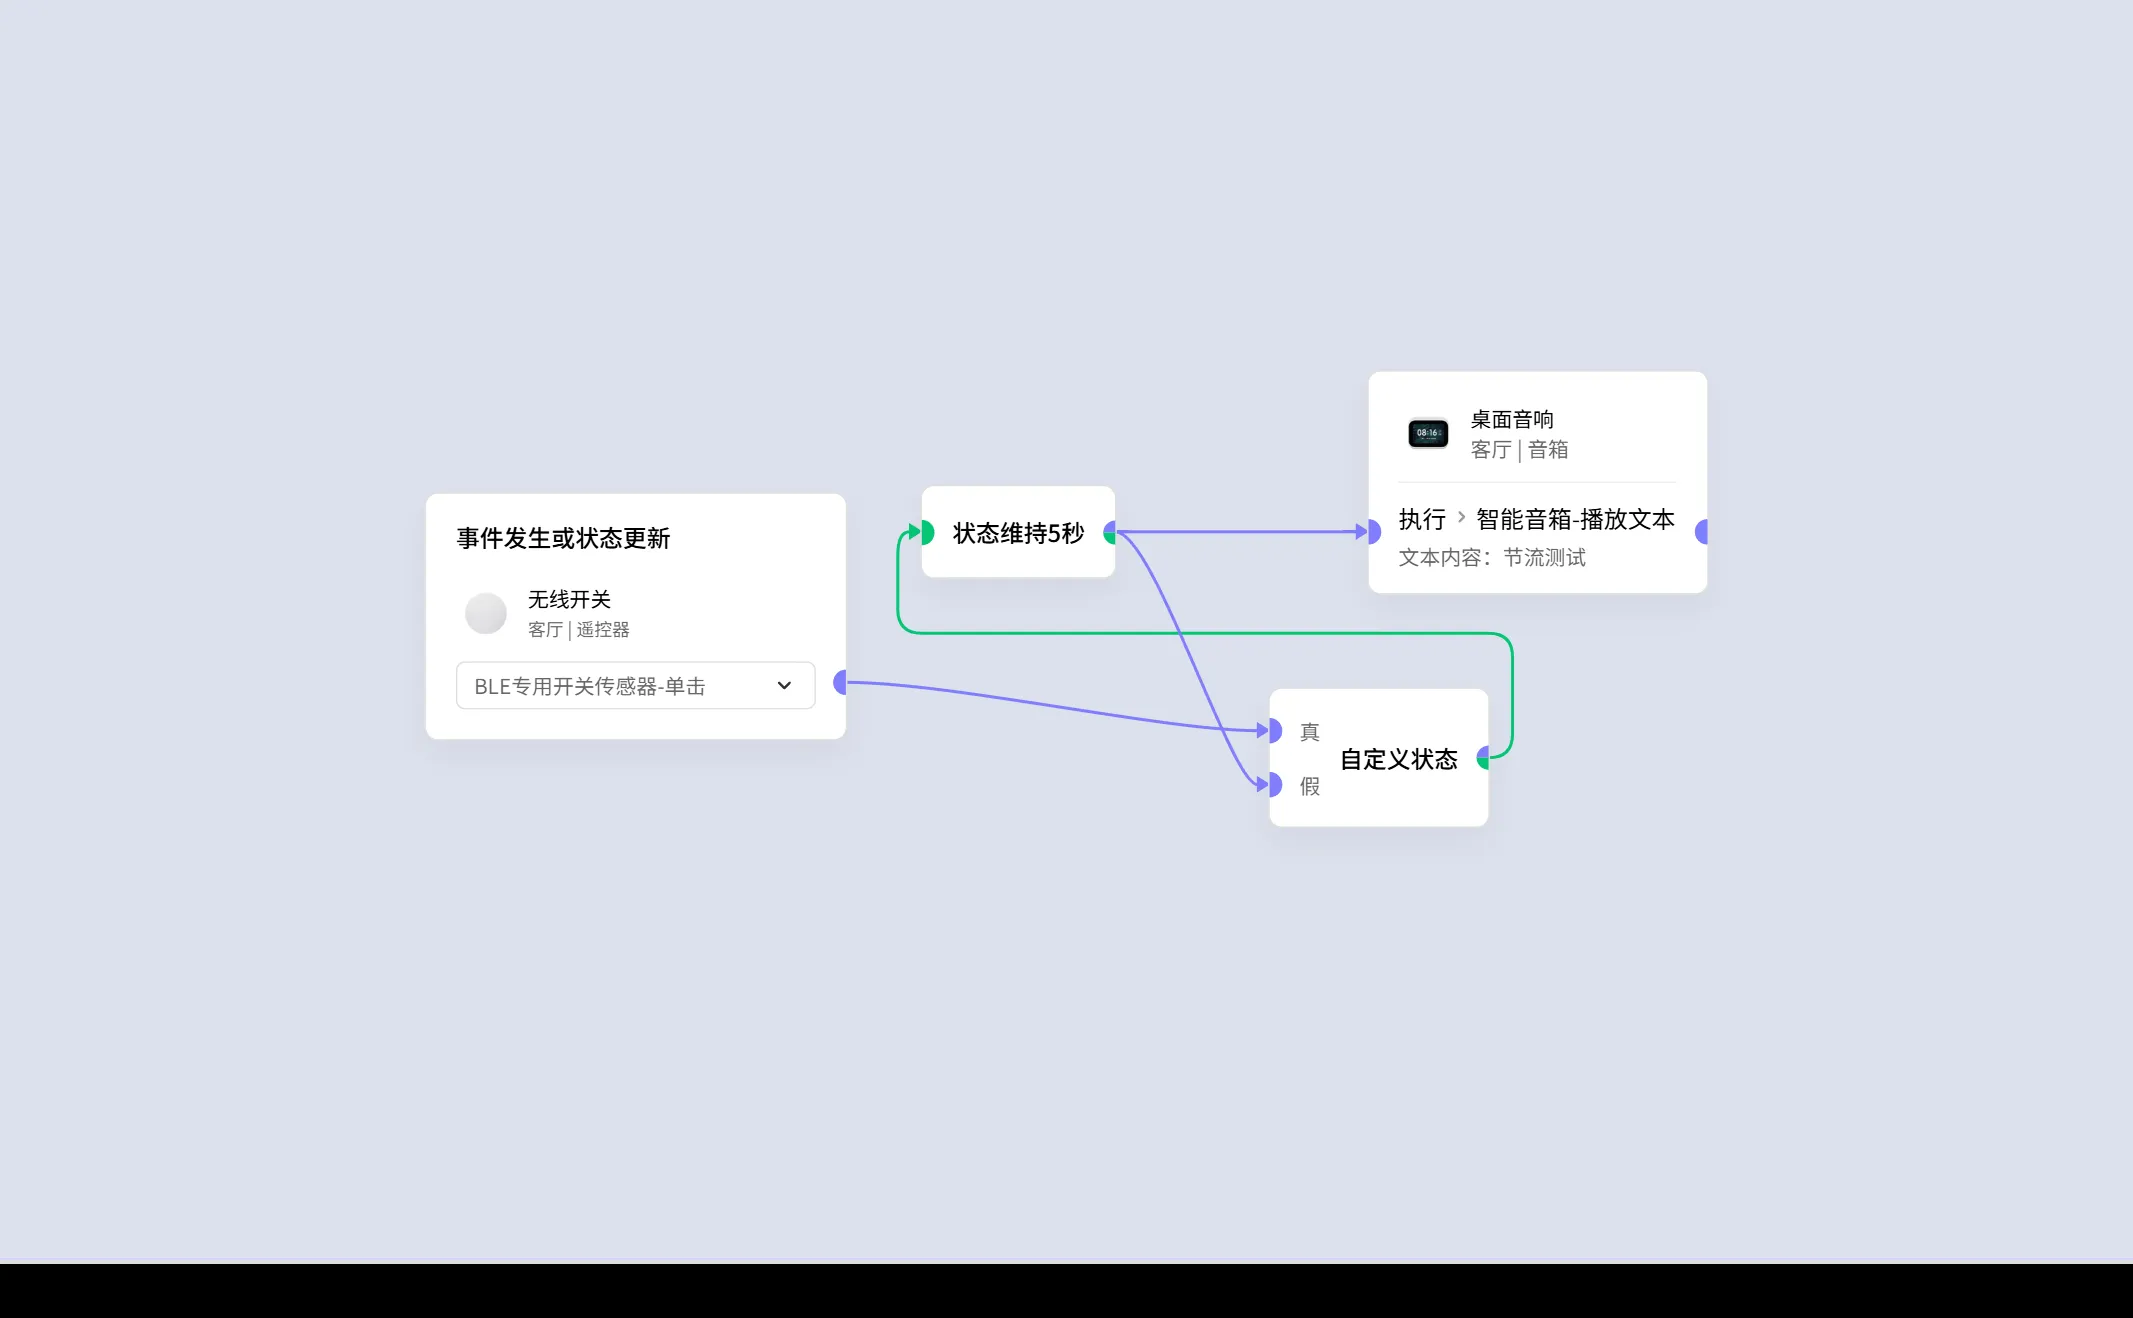 事件发生或状态更新
无线开关
客厅 | 遥控器
BLE专用开关传感器-单击
状态维持5秒
08:16
桌面音响
客厅 | 音箱
执行 › 智能音箱-播放文本
文本内容：节流测试
真
自定义状态
假